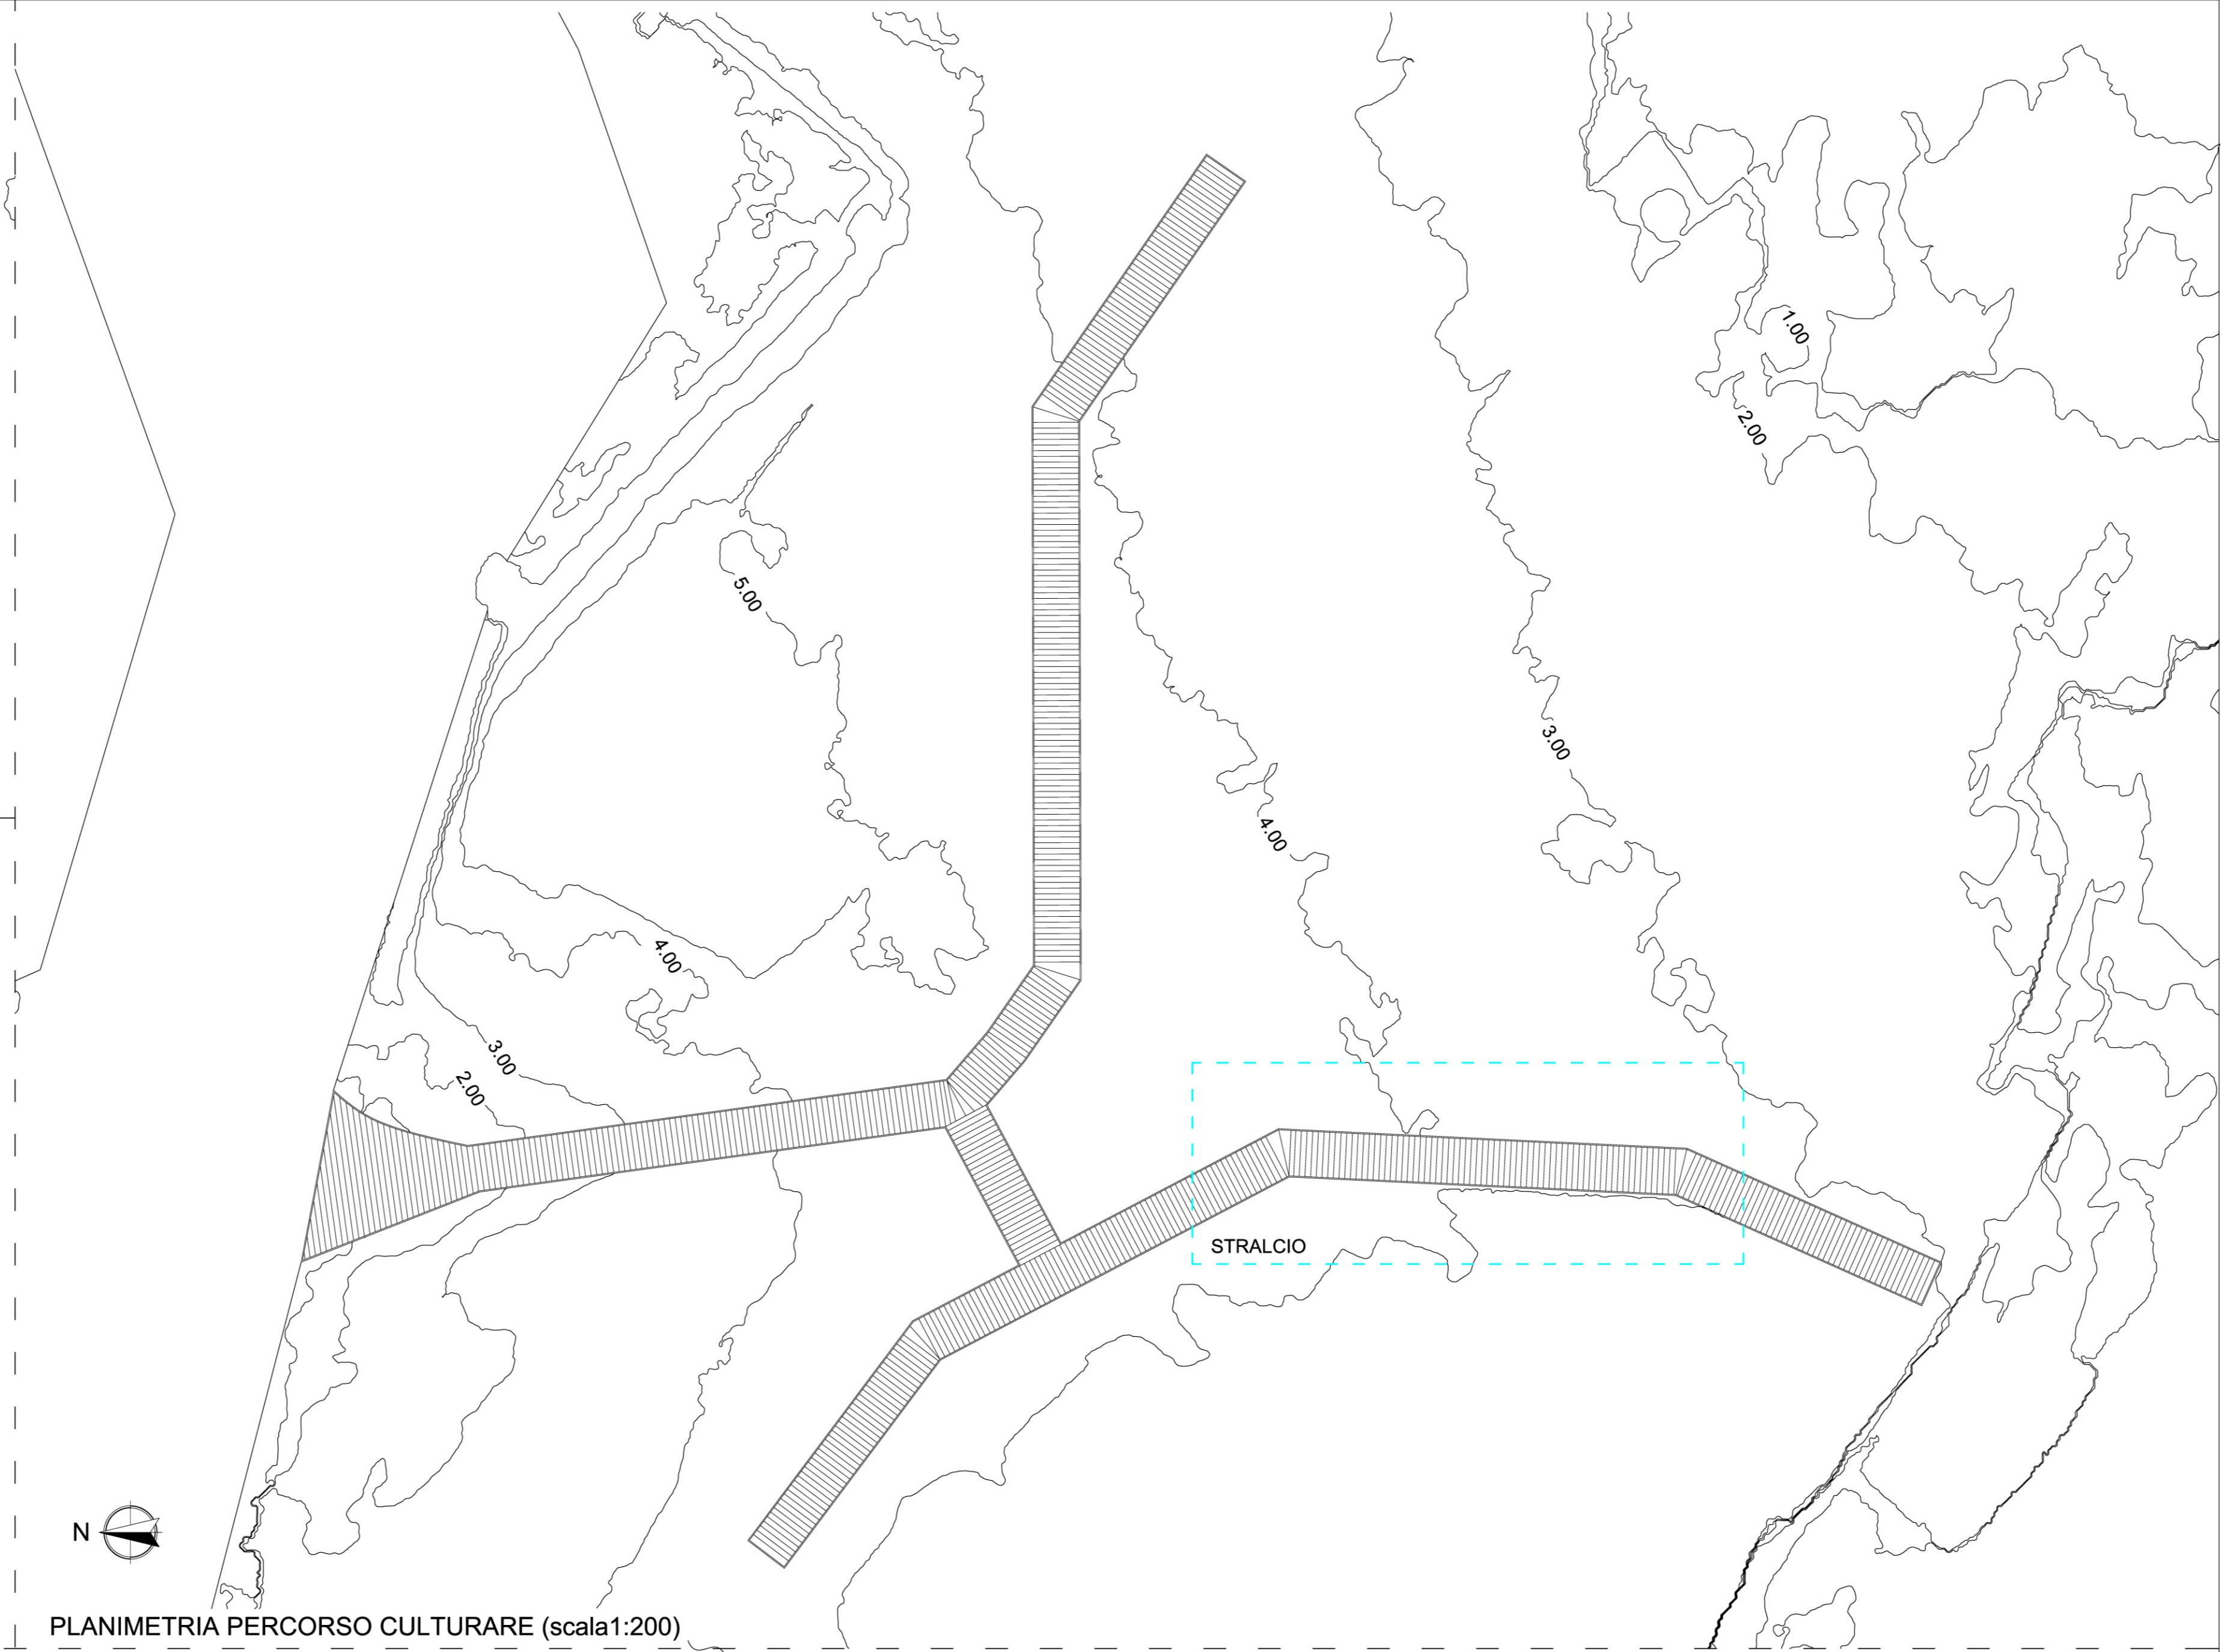 1.00
2.00
5.00
3.00
4.00
4.00
3.00
2.00
STRALCIO
N
PLANIMETRIA PERCORSO CULTURARE (scala1:200)